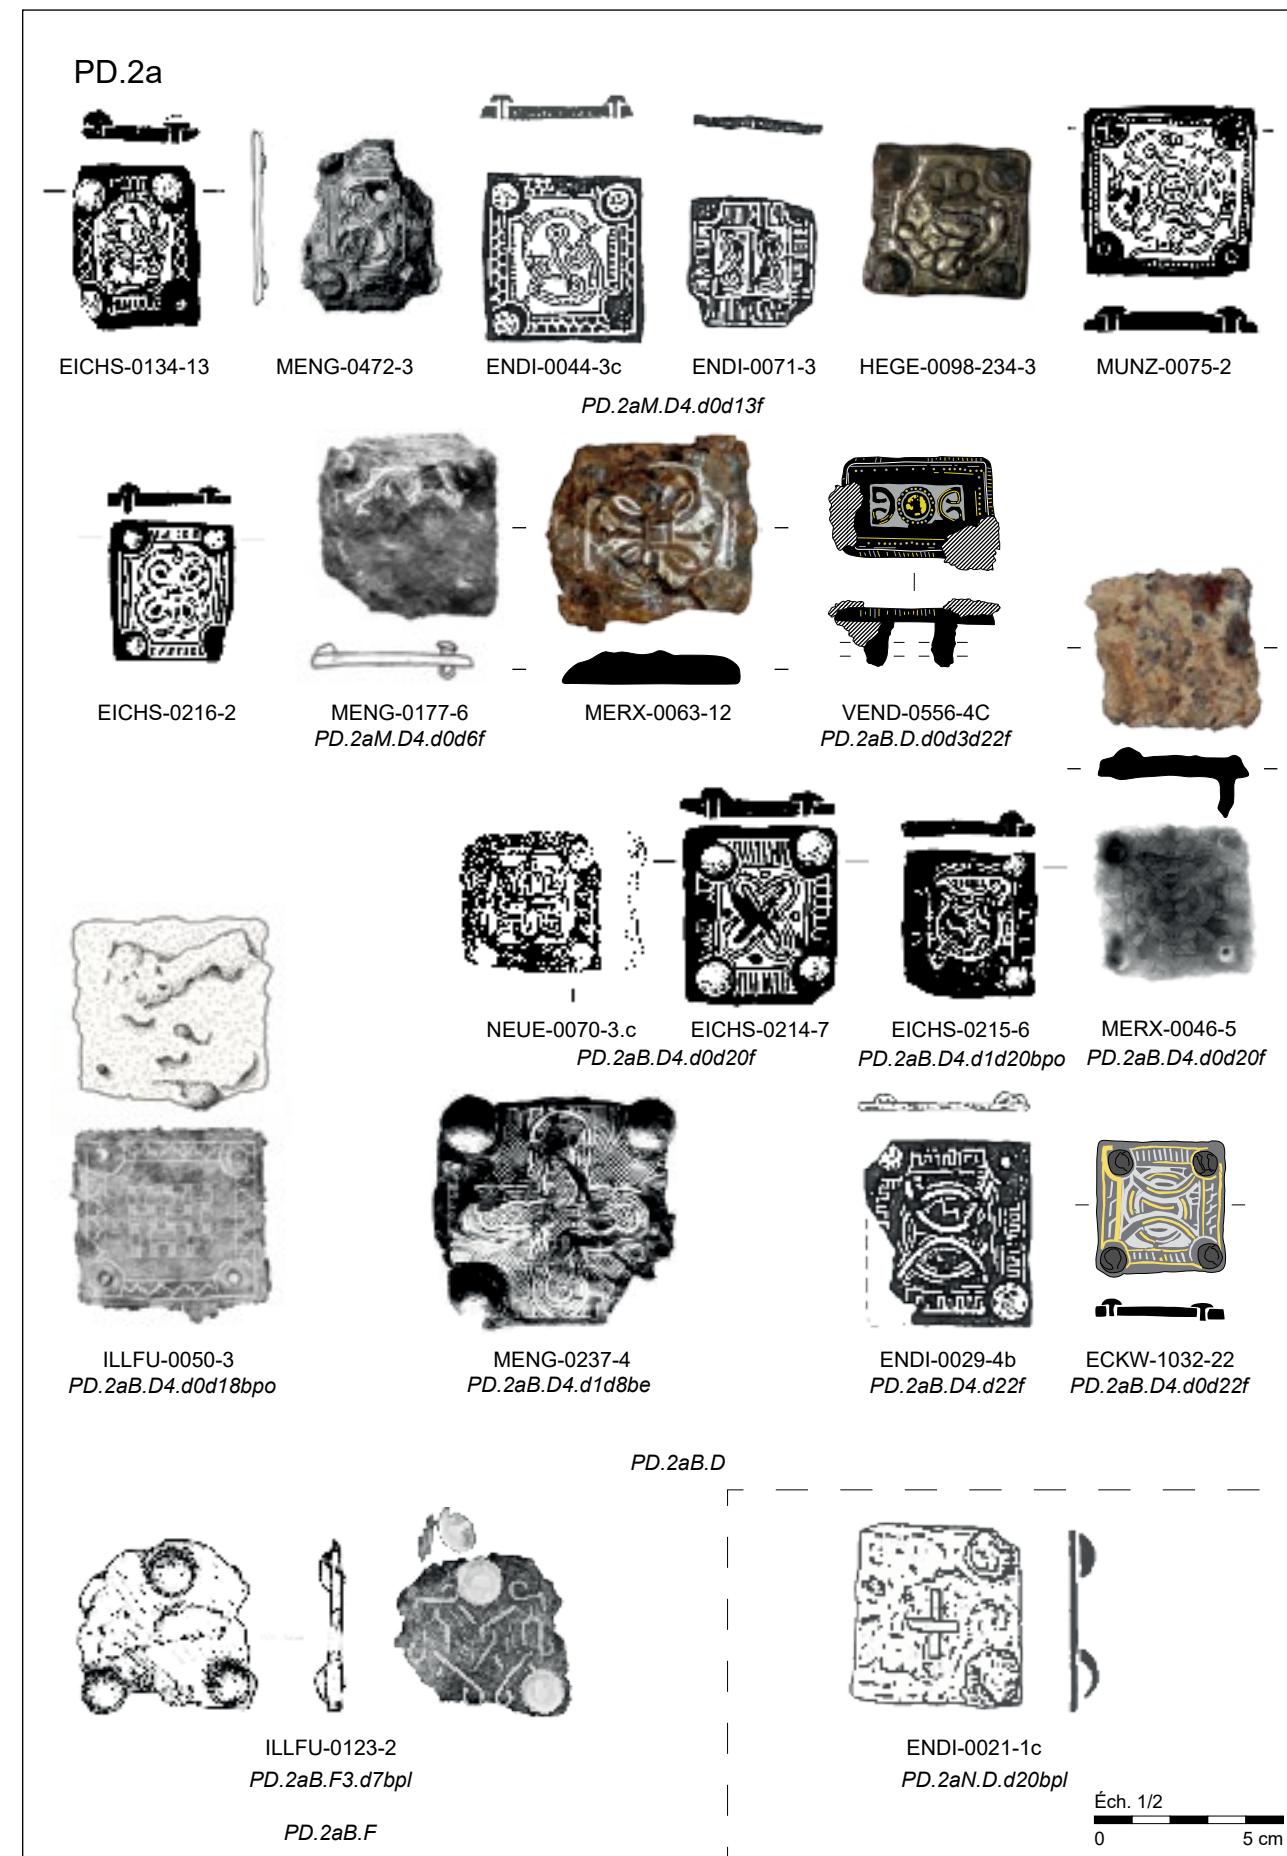 PD.2a
EICHS-0134-13
MENG-0472-3
ENDI-0044-3c
ENDI-0071-3
HEGE-0098-234-3
MUNZ-0075-2
PD.2aM.D4.d0d13f
EICHS-0216-2
MENG-0177-6
PD.2aM.D4.d0d6f
MERX-0063-12
VEND-0556-4C
PD.2aB.D.d0d3d22f
NEUE-0070-3.c
EICHS-0214-7
PD.2aB.D4.d0d20f
EICHS-0215-6
PD.2aB.D4.d1d20bpo
MERX-0046-5
PD.2aB.D4.d0d20f
ILLFU-0050-3
PD.2aB.D4.d0d18bpo
MENG-0237-4
PD.2aB.D4.d1d8be
ENDI-0029-4b
PD.2aB.D4.d22f
ECKW-1032-22
PD.2aB.D4.d0d22f
PD.2aB.D
ILLFU-0123-2
PD.2aB.F3.d7bpl
PD.2aB.F
ENDI-0021-1c
PD.2aN.D.d20bpl
Éch. 1/2
0 5 cm